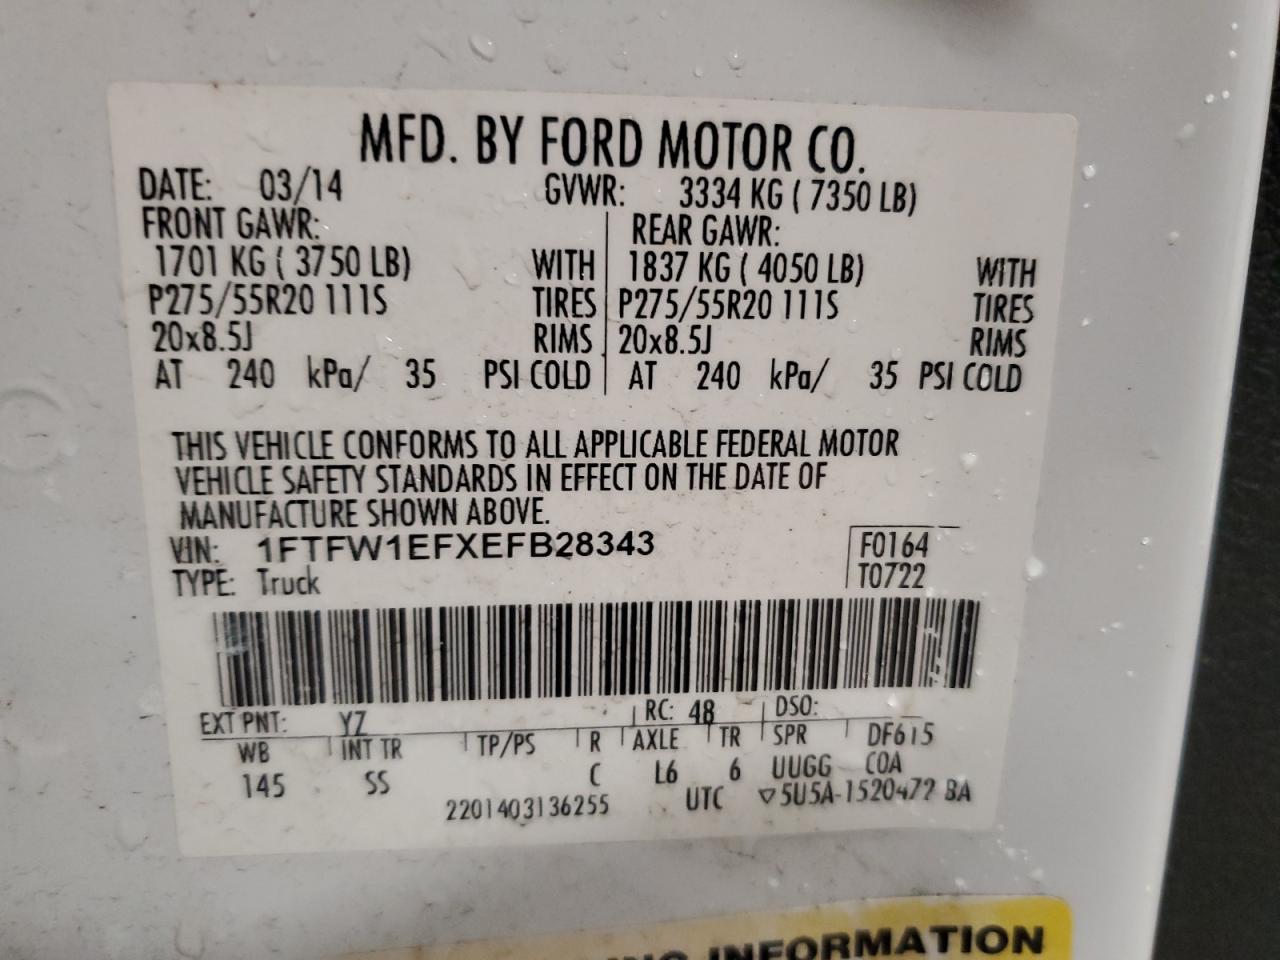 MFD. BY FORD MOTOR CO.
DATE: 03/14 GVWR: 3334 KG ( 7350 LB)
FRONT GAWR: REAR GAWR:
1701 KG ( 3750 LB) WITH 1837 KG ( 4050 LB) WITH
P275/55R20 111S TIRES P275/55R20 111S TIRES
20x8.5J RIMS 20x8.5J RIMS
AT 240 kPa/ 35 PSI COLD AT 240 kPa/ 35 PSI COLD
THIS VEHICLE CONFORMS TO ALL APPLICABLE FEDERAL MOTOR
VEHICLE SAFETY STANDARDS IN EFFECT ON THE DATE OF
MANUFACTURE SHOWN ABOVE.
VIN: 1FTFW1EFXEFB28343 F0164
TYPE: Truck T0722
EXT PNT: YZ RC: 48 DSO:
WB INT TR TP/PS R AXLE TR SPR DF615
145 SS C L6 6 UUGG COA
2201403136255 UTC ▽5U5A-1520472 BA
INFORMATION